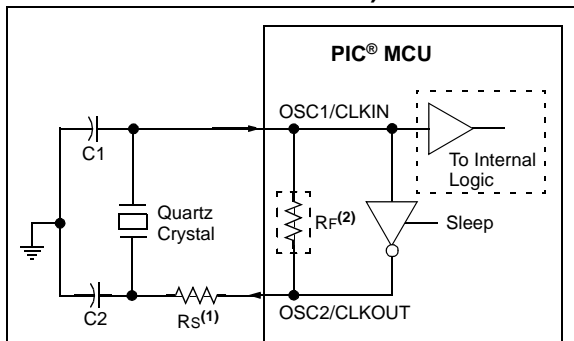 PIC® MCU
OSC1/CLKIN
C1
To Internal
Logic
Quartz
Crystal
RF(2)
Sleep
C2
RS(1)
OSC2/CLKOUT